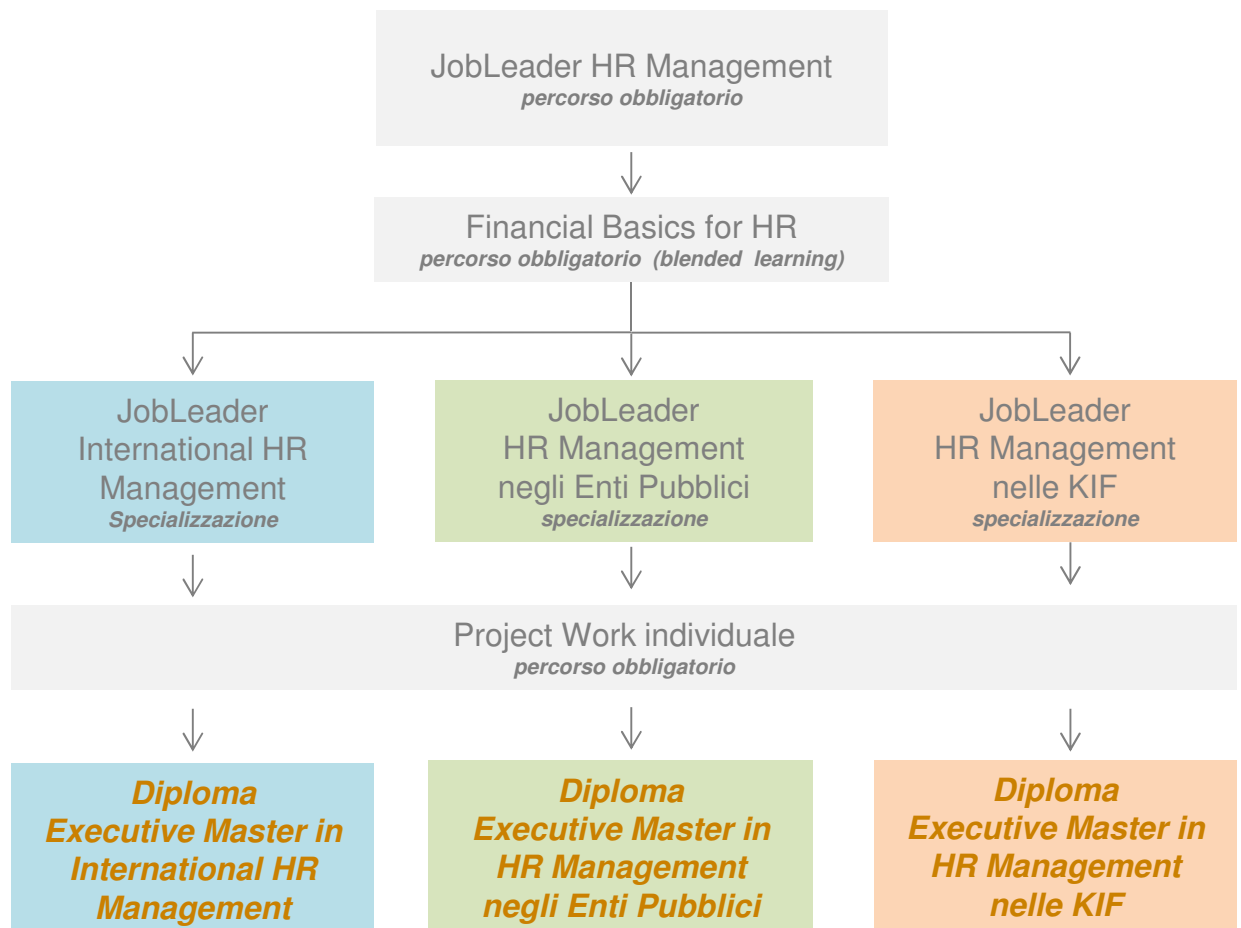 JobLeader HR Management
percorso obbligatorio
Financial Basics for HR
percorso obbligatorio (blended learning)
JobLeader
International HR
Management
Specializzazione
JobLeader
HR Management
negli Enti Pubblici
specializzazione
JobLeader
HR Management
nelle KIF
specializzazione
Project Work individuale
percorso obbligatorio
Diploma
Executive Master in
International HR
Management
Diploma
Executive Master in
HR Management
negli Enti Pubblici
Diploma
Executive Master in
HR Management
nelle KIF